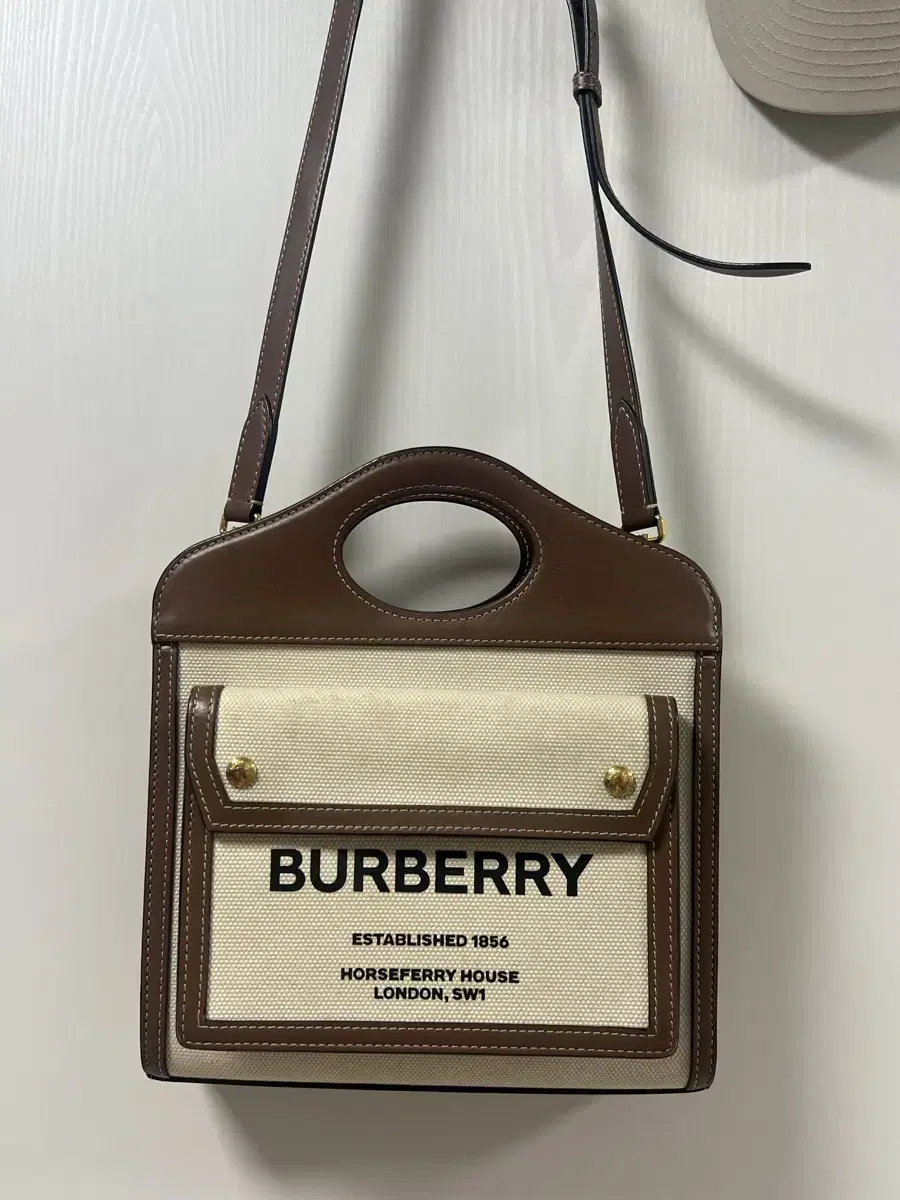 BURBERRY
ESTABLISHED 1856
HORSEFERRY HOUSE
LONDON, SW1